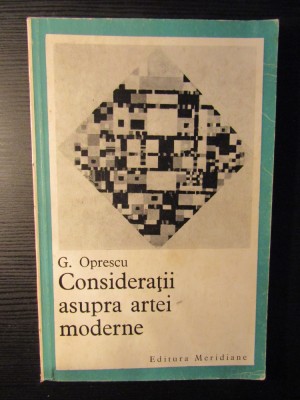 G. Oprescu
Considerații
asupra artei
moderne
Editura Meridiane